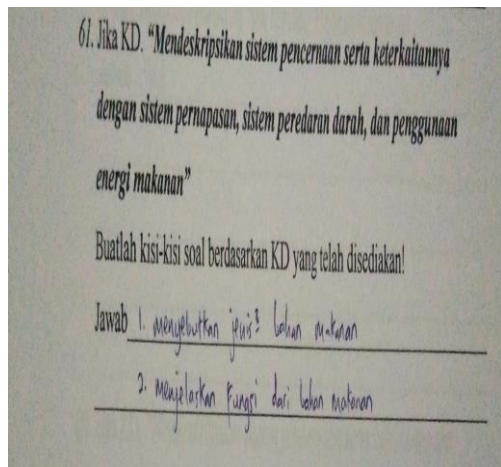 61. Jika KD. “Mendeskripsikan sistem pencernaan serta keterkaitannya
dengan sistem pernapasan, sistem peredaran darah, dan penggunaan
energi makanan”
Buatlah kisi-kisi soal berdasarkan KD yang telah disediakan!
Jawab 1. menyebutkan jenis² bahan makanan
2. menjelaskan fungsi dari bahan makanan